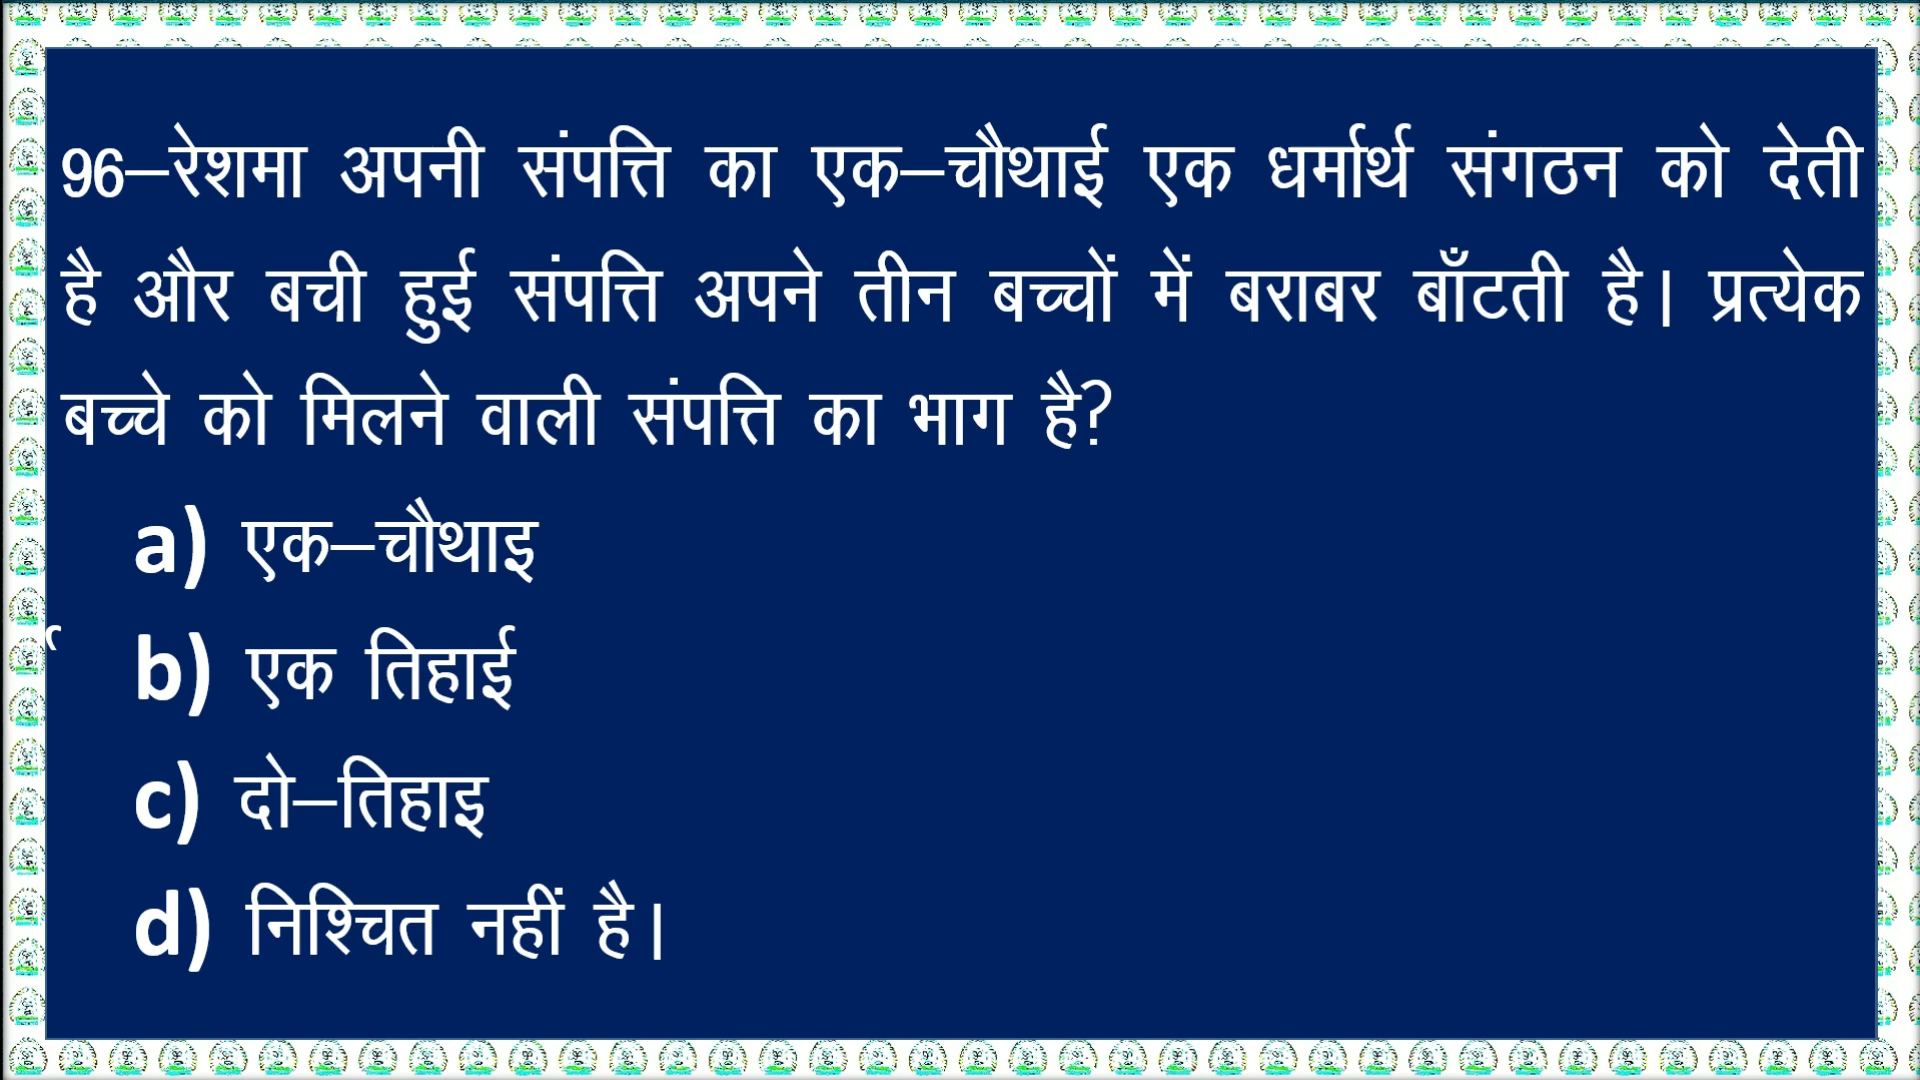 96–रेशमा अपनी संपत्ति का एक–चौथाई एक धर्मार्थ संगठन को देती
है और बची हुई संपत्ति अपने तीन बच्चों में बराबर बाँटती है। प्रत्येक
बच्चे को मिलने वाली संपत्ति का भाग है?
a) एक–चौथाइ
b) एक तिहाई
c) दो–तिहाइ
d) निश्चित नहीं है।